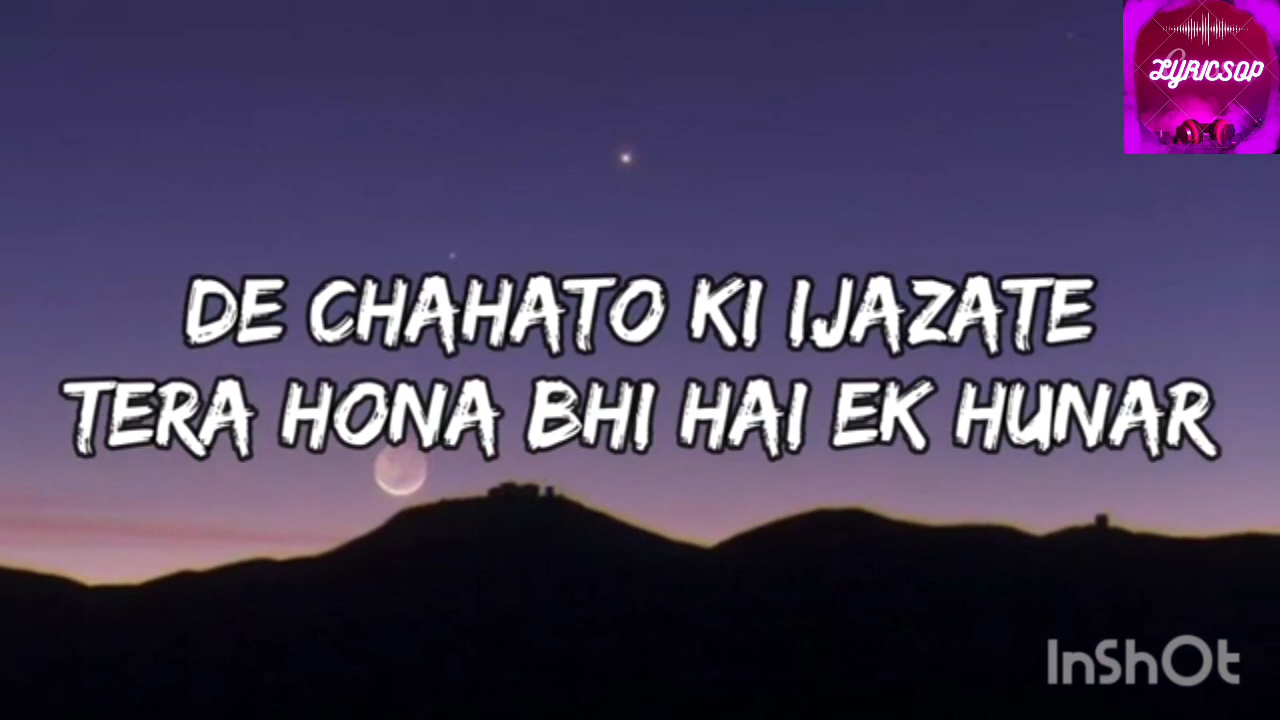 LYRICSOP
DE CHAHATO KI IJAZATE
TERA HONA BHI HAI EK HUNAR
InShOt